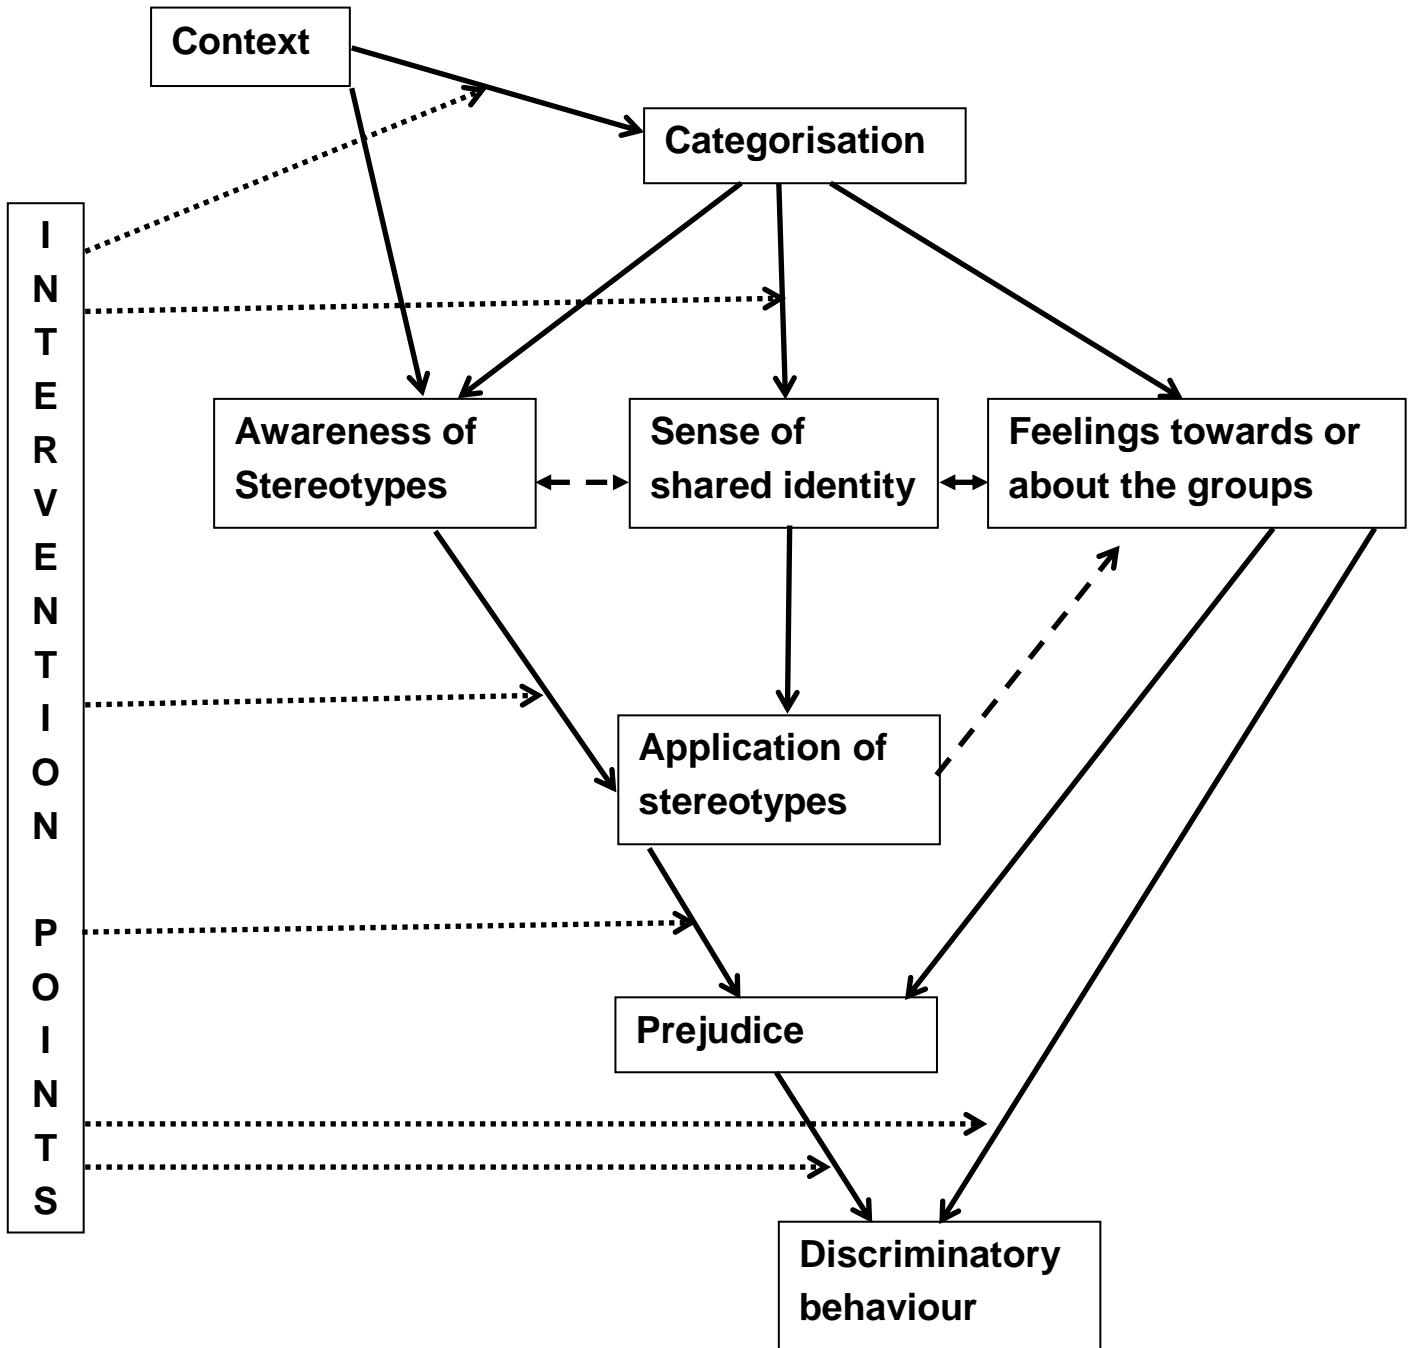 Context
Categorisation
I
N
T
E
R
V
E
N
T
I
O
N
P
O
I
N
T
S
Awareness of
Stereotypes
Sense of
shared identity
Feelings towards or
about the groups
Application of
stereotypes
Prejudice
Discriminatory
behaviour